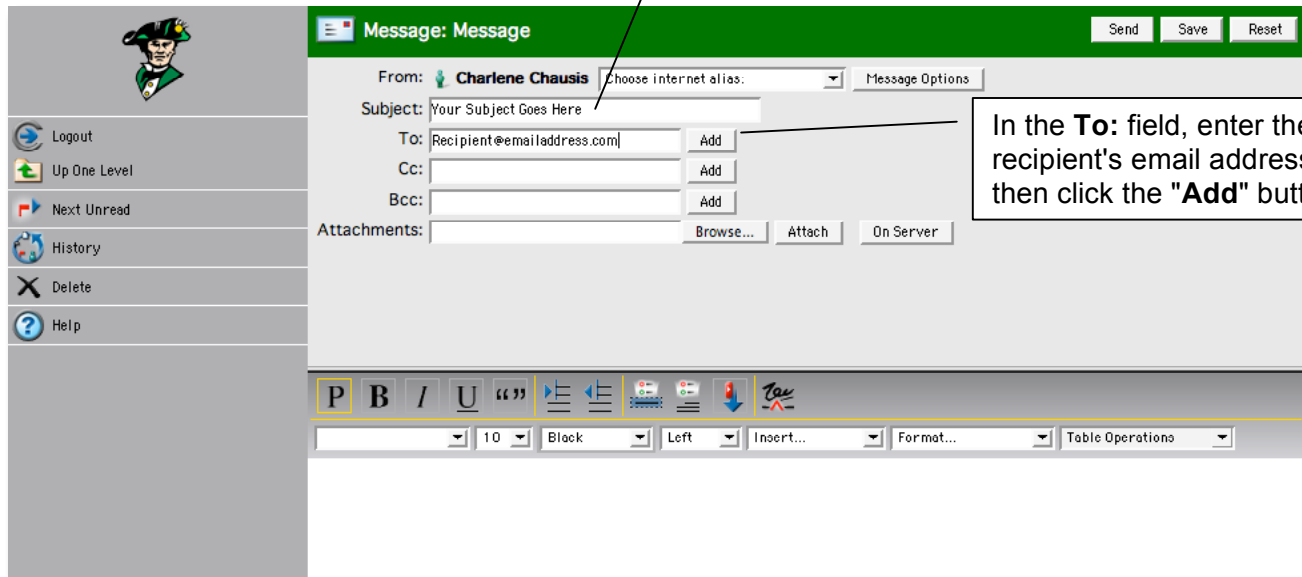 Message: Message
Send Save Reset
From: Charlene Chausis Choose internet alias: Message Options
Subject: Your Subject Goes Here
To: Recipient@emailaddress.com Add
Cc: Add
Bcc: Add
Attachments: Browse... Attach On Server
In the To: field, enter the
recipient's email address
then click the "Add"
Logout
Up One Level
Next Unread
History
Delete
Help
P B I U “”
10 Black Left Insert... Format... Table Operations